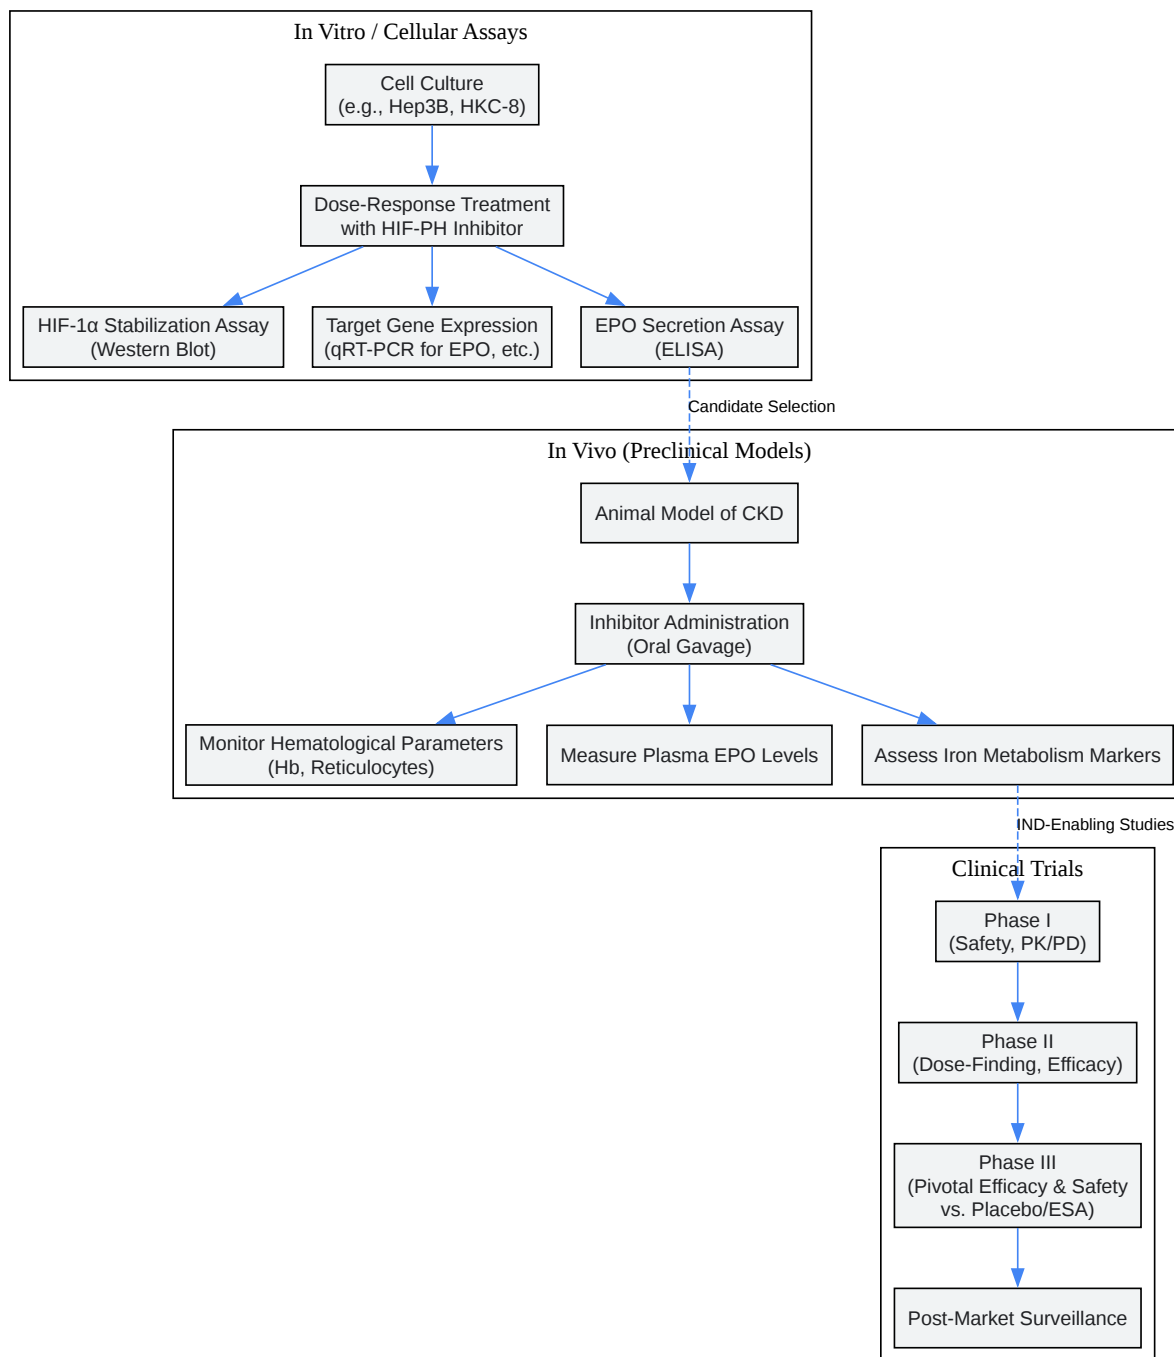 In Vitro / Cellular Assays
Cell Culture
(e.g., Hep3B, HKC-8)
Dose-Response Treatment
with HIF-PH Inhibitor
HIF-1α Stabilization Assay
(Western Blot)
Target Gene Expression
(qRT-PCR for EPO, etc.)
EPO Secretion Assay
(ELISA)
Candidate Selection
In Vivo (Preclinical Models)
Animal Model of CKD
Inhibitor Administration
(Oral Gavage)
Monitor Hematological Parameters
(Hb, Reticulocytes)
Measure Plasma EPO Levels
Assess Iron Metabolism Markers
IND-Enabling Studies
Clinical Trials
Phase I
(Safety, PK/PD)
Phase II
(Dose-Finding, Efficacy)
Phase III
(Pivotal Efficacy & Safety
vs. Placebo/ESA)
Post-Market Surveillance